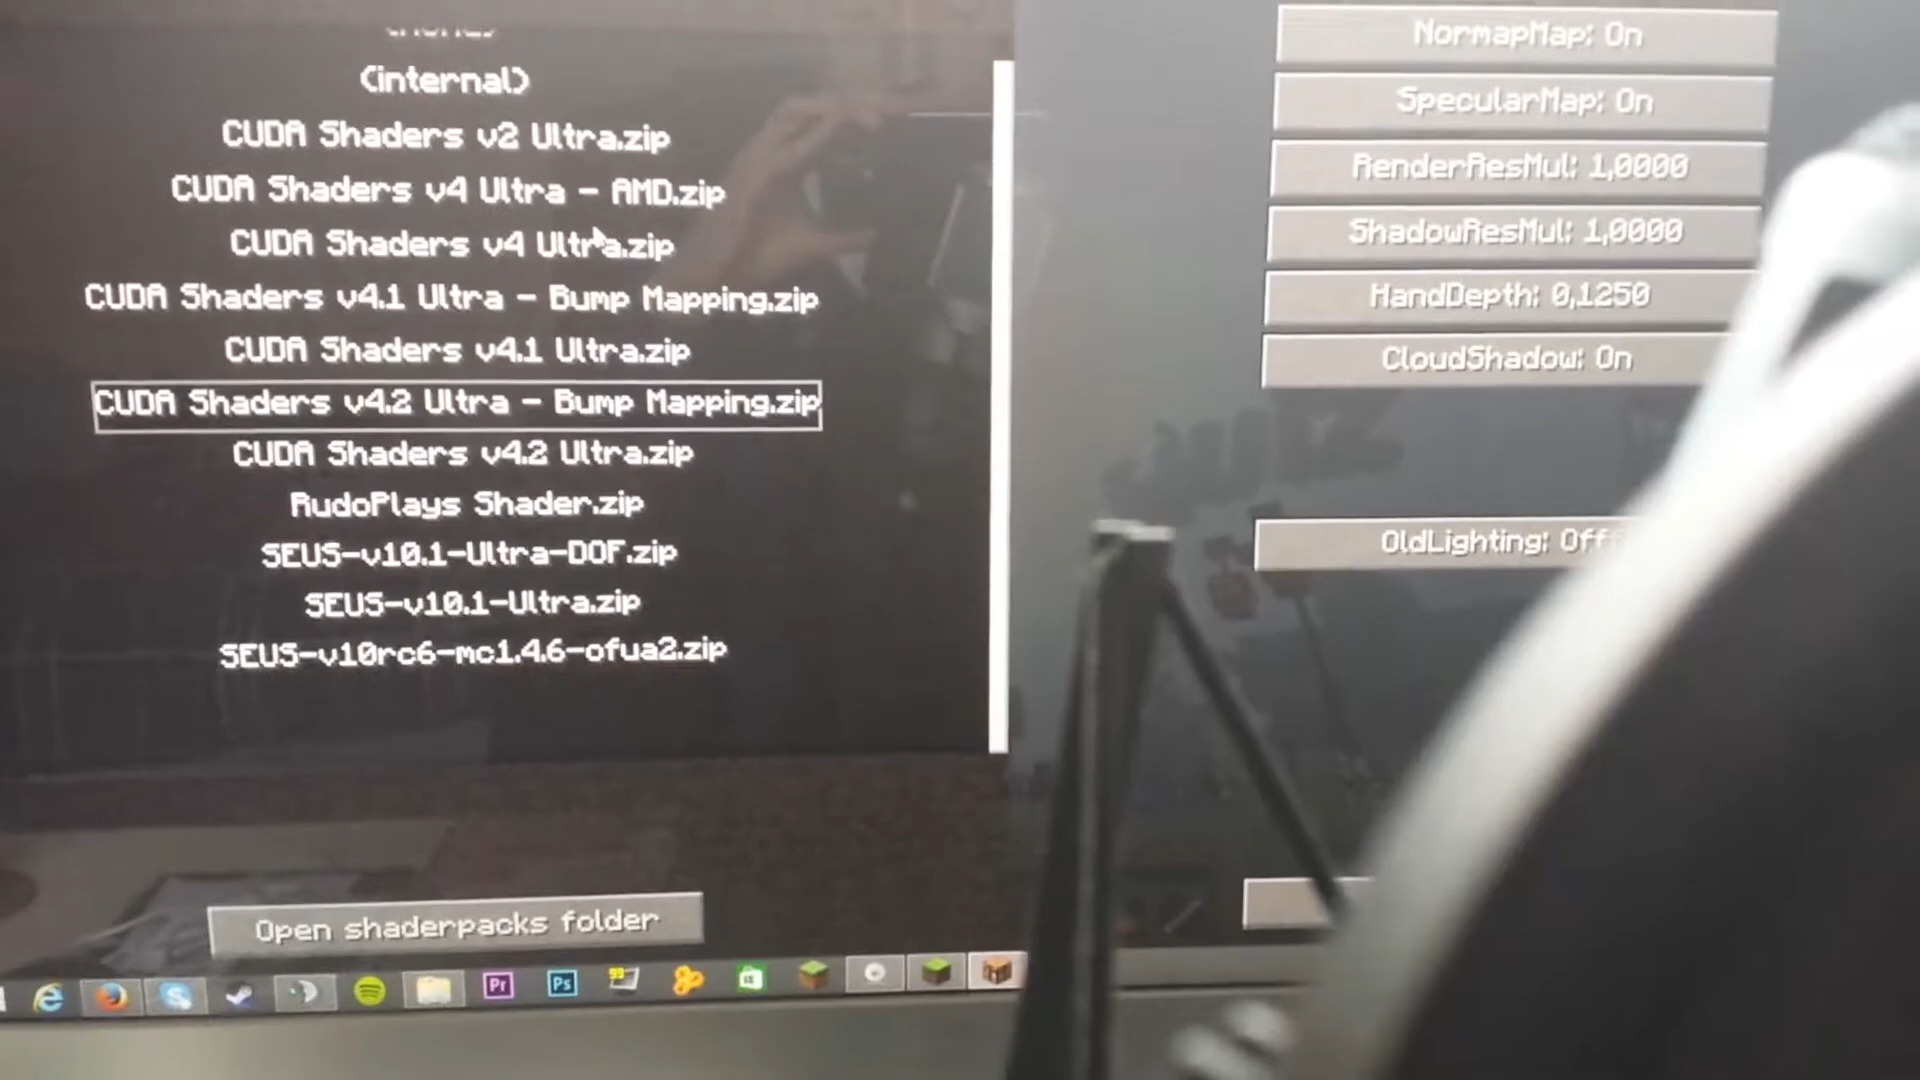 (internal)
CUDA Shaders v2 Ultra.zip
CUDA Shaders v4 Ultra - AMD.zip
CUDA Shaders v4 Ultra.zip
CUDA Shaders v4.1 Ultra - Bump Mapping.zip
CUDA Shaders v4.1 Ultra.zip
CUDA Shaders v4.2 Ultra - Bump Mapping.zip
CUDA Shaders v4.2 Ultra.zip
RudoPlays Shader.zip
SEUS-v10.1-Ultra-DOF.zip
SEUS-v10.1-Ultra.zip
SEUS-v10rc6-mc1.4.6-ofua2.zip
Open shaderpacks folder
NormapMap: On
SpecularMap: On
RenderResMul: 1,0000
ShadowResMul: 1,0000
HandDepth: 0,1250
CloudShadow: On
OldLighting: Off
Pr
Ps
99